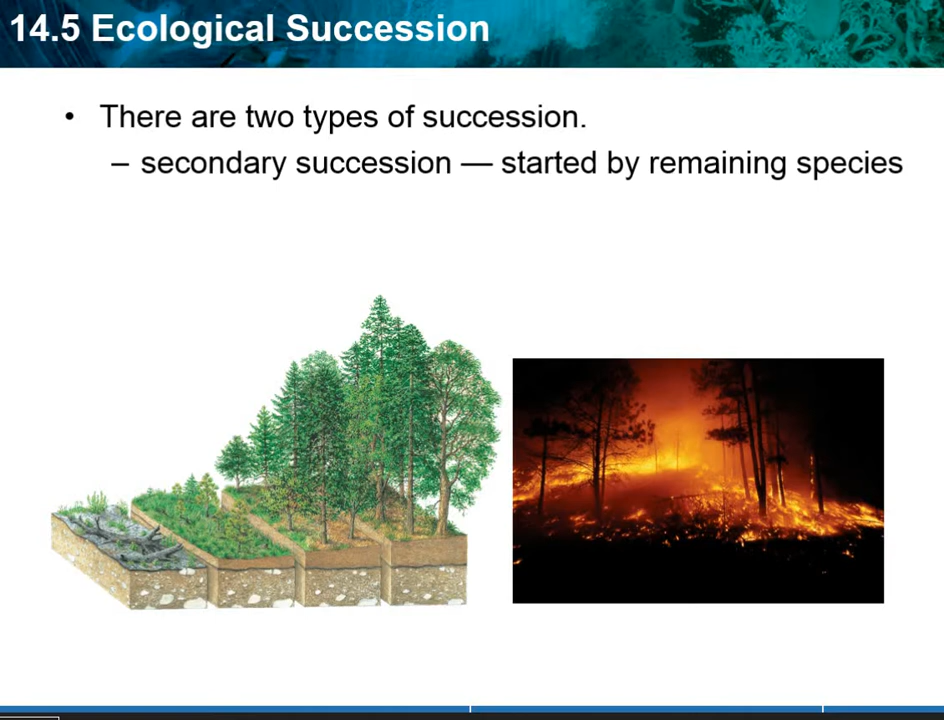 14.5 Ecological Succession
• There are two types of succession.
– secondary succession — started by remaining species